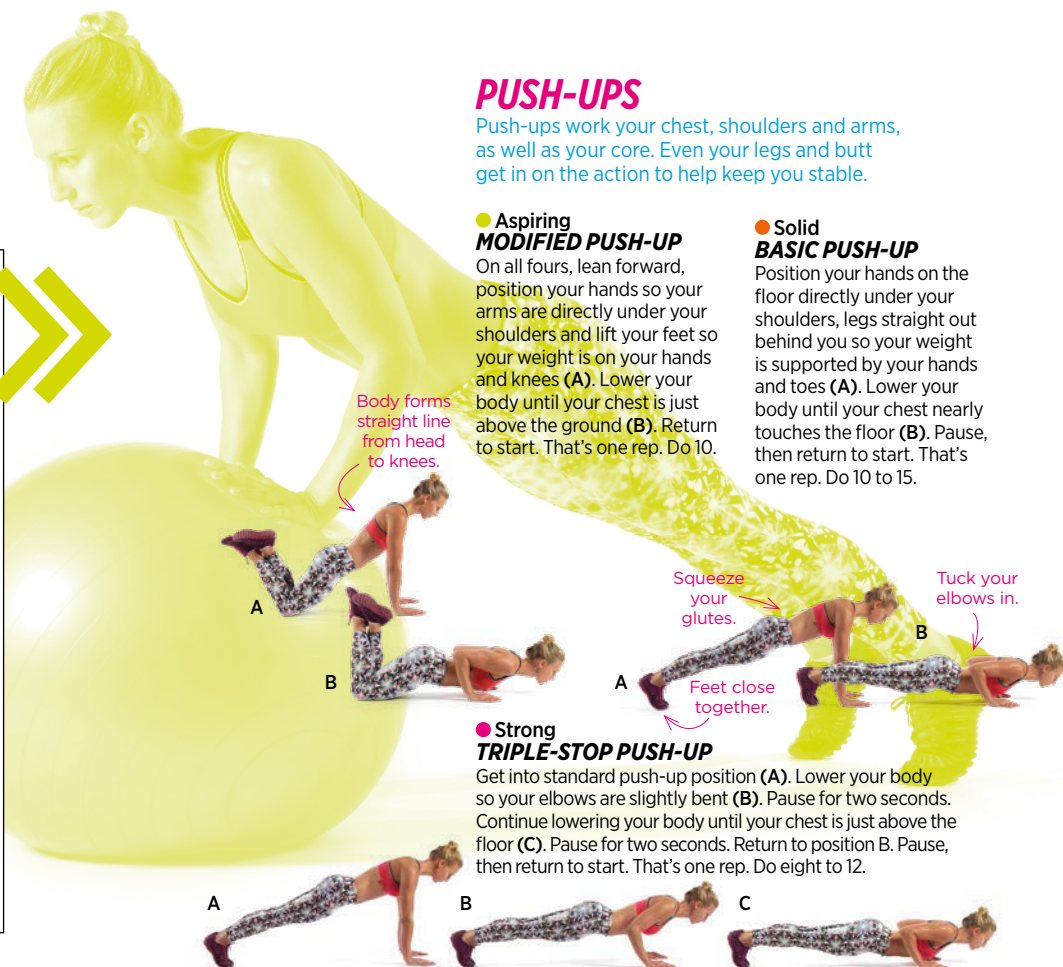 PUSH-UPS
Push-ups work your chest, shoulders and arms,
as well as your core. Even your legs and butt
get in on the action to help keep you stable.
Aspiring
MODIFIED PUSH-UP
On all fours, lean forward,
position your hands so your
arms are directly under your
shoulders and lift your feet so
your weight is on your hands
and knees (A). Lower your
body until your chest is just
above the ground (B). Return
to start. That's one rep. Do 10.
Body forms
straight line
from head
to knees.
A
B
Solid
BASIC PUSH-UP
Position your hands on the
floor directly under your
shoulders, legs straight out
behind you so your weight
is supported by your hands
and toes (A). Lower your
body until your chest nearly
touches the floor (B). Pause,
then return to start. That's
one rep. Do 10 to 15.
Squeeze
your
glutes.
Tuck your
elbows in.
B
A
Feet close
together.
Strong
TRIPLE-STOP PUSH-UP
Get into standard push-up position (A). Lower your body
so your elbows are slightly bent (B). Pause for two seconds.
Continue lowering your body until your chest is just above the
floor (C). Pause for two seconds. Return to position B. Pause,
then return to start. That's one rep. Do eight to 12.
A
B
C